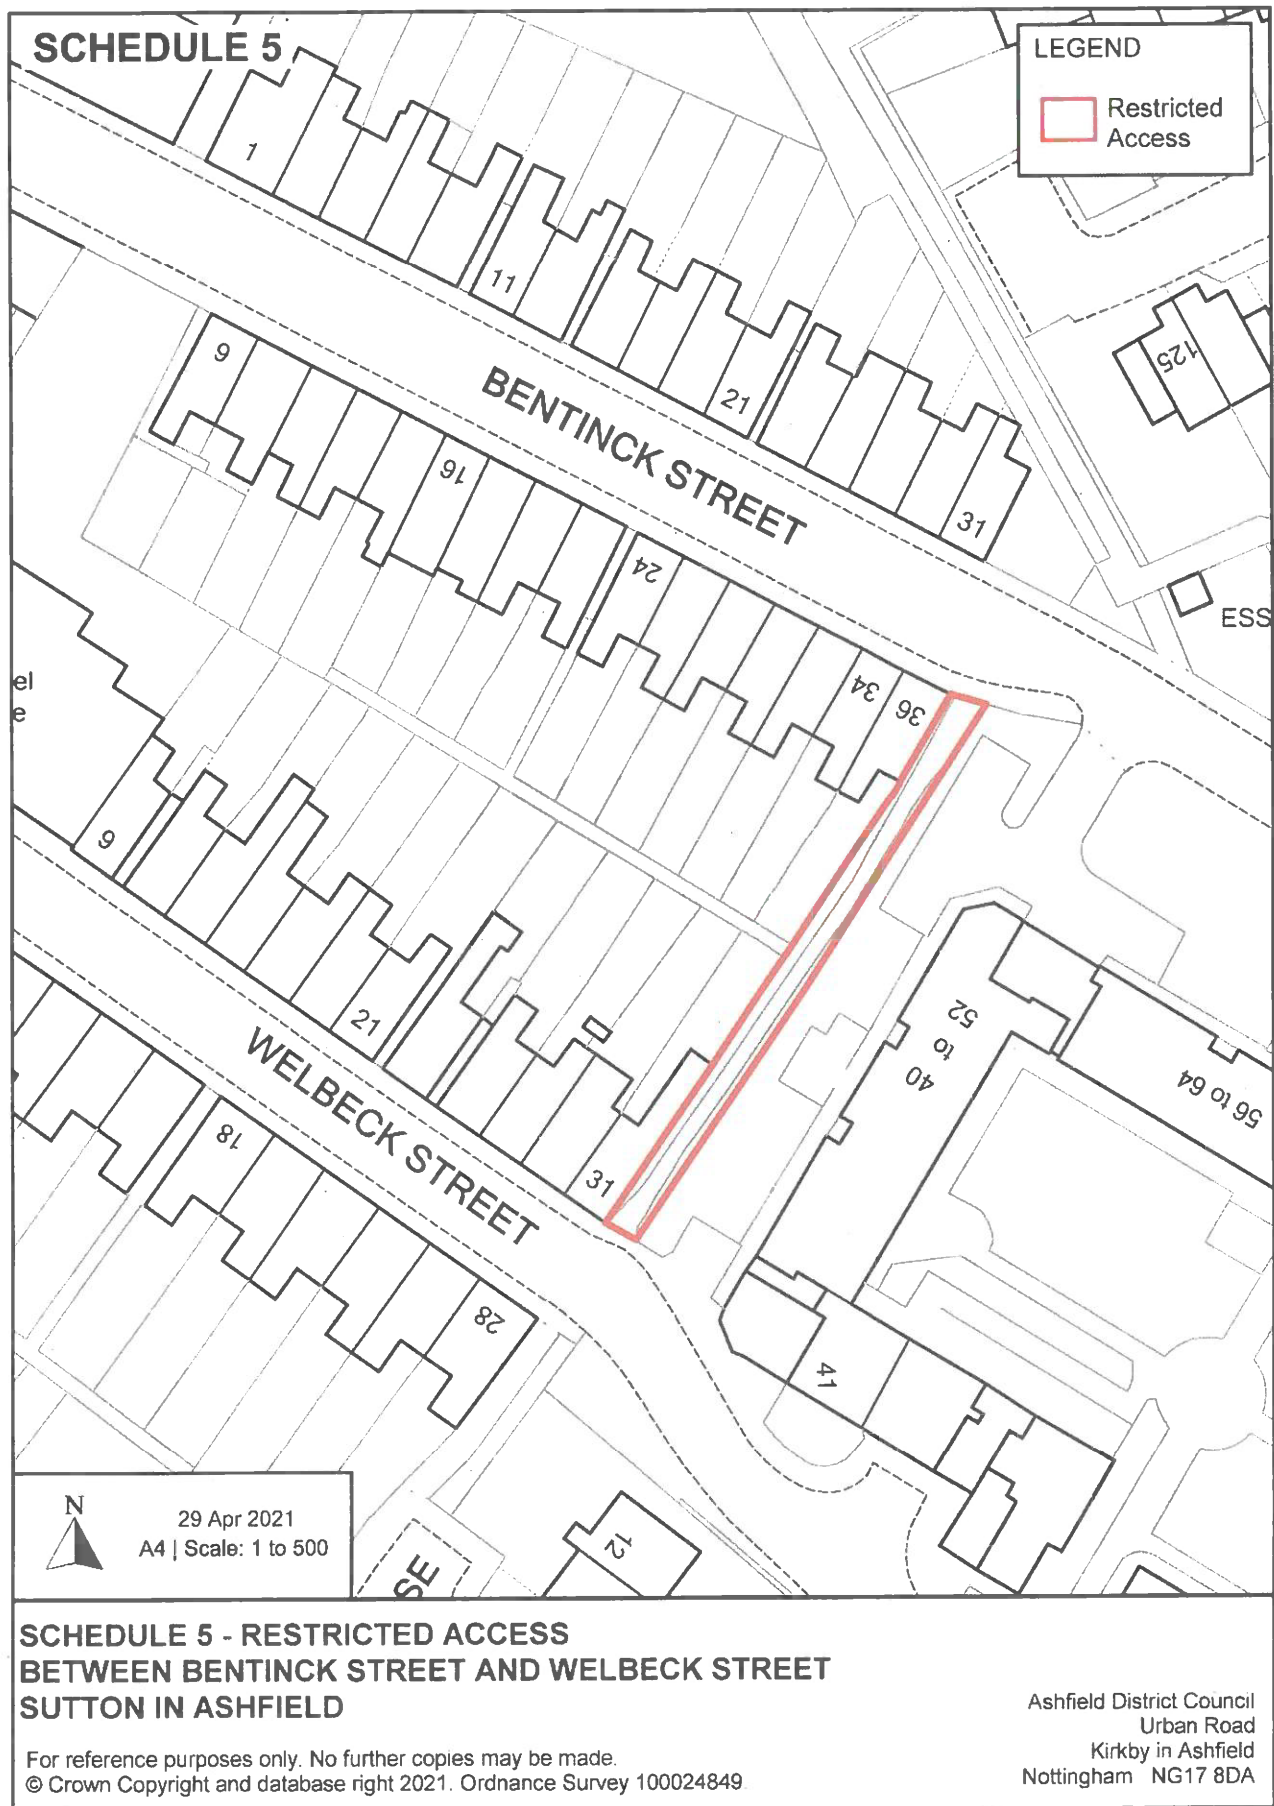 SCHEDULE 5
LEGEND
Restricted
Access
1
11
21
31
125
ESS
BENTINCK STREET
9
16
24
34
36
el
e
9
21
31
WELBECK STREET
18
28
40 to 52
56 to 64
41
12
SE
N
29 Apr 2021
A4 | Scale: 1 to 500
SCHEDULE 5 - RESTRICTED ACCESS
BETWEEN BENTINCK STREET AND WELBECK STREET
SUTTON IN ASHFIELD
For reference purposes only. No further copies may be made.
© Crown Copyright and database right 2021. Ordnance Survey 100024849
Ashfield District Council
Urban Road
Kirkby in Ashfield
Nottingham NG17 8DA